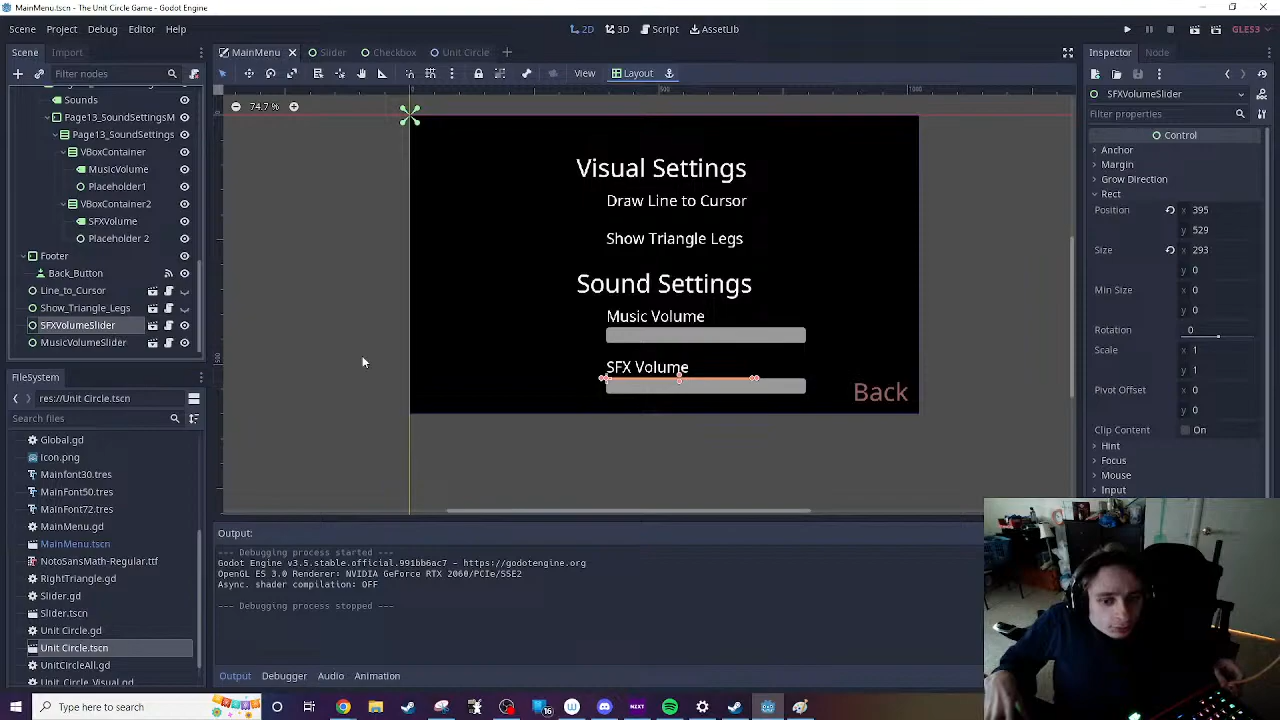 MainMenu.tscn - The Unit Circle Game - Godot Engine
Scene Project Debug Editor Help
2D 3D Script AssetLib
GLES3
Scene Import
MainMenu Slider Checkbox Unit Circle
Inspector Node
Filter nodes
View Layout
74.7 %
0 500 1000
SFXVolumeSlider
Filter properties
Sounds
Page13_SoundSettingsM
Page13_SoundSettings
VBoxContainer
MusicVolume
Placeholder1
VBoxContainer2
SFXVolume
Placeholder 2
Footer
Back_Button
Line_to_Cursor
Show_Triangle_Legs
SFXVolumeSlider
MusicVolumeSlider
Visual Settings
Draw Line to Cursor
Show Triangle Legs
Sound Settings
Music Volume
SFX Volume
Back
Control
Anchor
Margin
Grow Direction
Rect
Position x 395
y 529
Size x 293
y 0
Min Size x 0
y 0
Rotation 0
Scale x 1
y 1
Pivot Offset x 0
y 0
Clip Content On
Hint
Focus
Mouse
Input
FileSystem
res://Unit Circle.tscn
Search files
Global.gd
Icon.png
Mainfont30.tres
MainFont50.tres
MainFont72.tres
MainMenu.gd
MainMenu.tscn
NotoSansMath-Regular.ttf
RightTriangle.gd
Slider.gd
Slider.tscn
Unit Circle.gd
Unit Circle.tscn
UnitCircleAll.gd
Unit_Circle_Visual.gd
Output:
--- Debugging process started ---
Godot Engine v3.5.stable.official.991bb6ac7 - https://godotengine.org
OpenGL ES 3.0 Renderer: NVIDIA GeForce RTX 2060/PCIe/SSE2
Async. shader compilation: OFF
--- Debugging process stopped ---
Output Debugger Audio Animation
Type here to search
16
NZXT